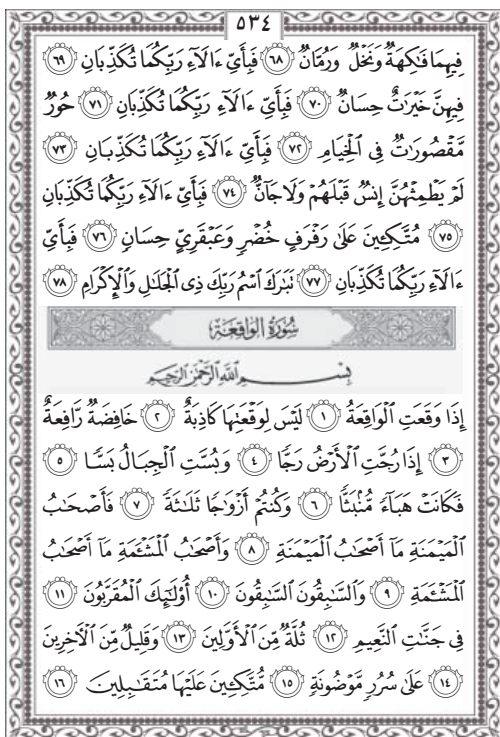 ٥٣٤
فِيهِمَا فَٰكِهَةٌ وَنَخْلٌ وَرُمَّانٌ ٦٨ فَبِأَيِّ ءَالَآءِ رَبِّكُمَا تُكَذِّبَانِ ٦٩
فِيهِنَّ خَيْرَٰتٌ حِسَانٌ ٧٠ فَبِأَيِّ ءَالَآءِ رَبِّكُمَا تُكَذِّبَانِ ٧١ حُورٌ
مَّقْصُورَٰتٌ فِى ٱلْخِيَامِ ٧٢ فَبِأَيِّ ءَالَآءِ رَبِّكُمَا تُكَذِّبَانِ ٧٣
لَمْ يَطْمِثْهُنَّ إِنسٌ قَبْلَهُمْ وَلَا جَآنٌّ ٧٤ فَبِأَيِّ ءَالَآءِ رَبِّكُمَا تُكَذِّبَانِ
٧٥ مُتَّكِـِٔينَ عَلَىٰ رَفْرَفٍ خُضْرٍ وَعَبْقَرِىٍّ حِسَانٍ ٧٦ فَبِأَيِّ
ءَالَآءِ رَبِّكُمَا تُكَذِّبَانِ ٧٧ تَبَٰرَكَ ٱسْمُ رَبِّكَ ذِى ٱلْجَلَٰلِ وَٱلْإِكْرَامِ ٧٨
سُورَةُ الوَاقِعَةِ
بِسْمِ ٱللَّهِ ٱلرَّحْمَٰنِ ٱلرَّحِيمِ
إِذَا وَقَعَتِ ٱلْوَاقِعَةُ ١ لَيْسَ لِوَقْعَتِهَا كَاذِبَةٌ ٢ خَافِضَةٌ رَّافِعَةٌ
٣ إِذَا رُجَّتِ ٱلْأَرْضُ رَجًّا ٤ وَبُسَّتِ ٱلْجِبَالُ بَسًّا ٥
فَكَانَتْ هَبَآءً مُّنۢبَثًّا ٦ وَكُنتُمْ أَزْوَٰجًا ثَلَٰثَةً ٧ فَأَصْحَٰبُ
ٱلْمَيْمَنَةِ مَآ أَصْحَٰبُ ٱلْمَيْمَنَةِ ٨ وَأَصْحَٰبُ ٱلْمَشْـَٔمَةِ مَآ أَصْحَٰبُ
ٱلْمَشْـَٔمَةِ ٩ وَٱلسَّٰبِقُونَ ٱلسَّٰبِقُونَ ١٠ أُو۟لَٰٓئِكَ ٱلْمُقَرَّبُونَ ١١
فِى جَنَّٰتِ ٱلنَّعِيمِ ١٢ ثُلَّةٌ مِّنَ ٱلْأَوَّلِينَ ١٣ وَقَلِيلٌ مِّنَ ٱلْءَاخِرِينَ
١٤ عَلَىٰ سُرُرٍ مَّوْضُونَةٍ ١٥ مُّتَّكِـِٔينَ عَلَيْهَا مُتَقَٰبِلِينَ ١٦